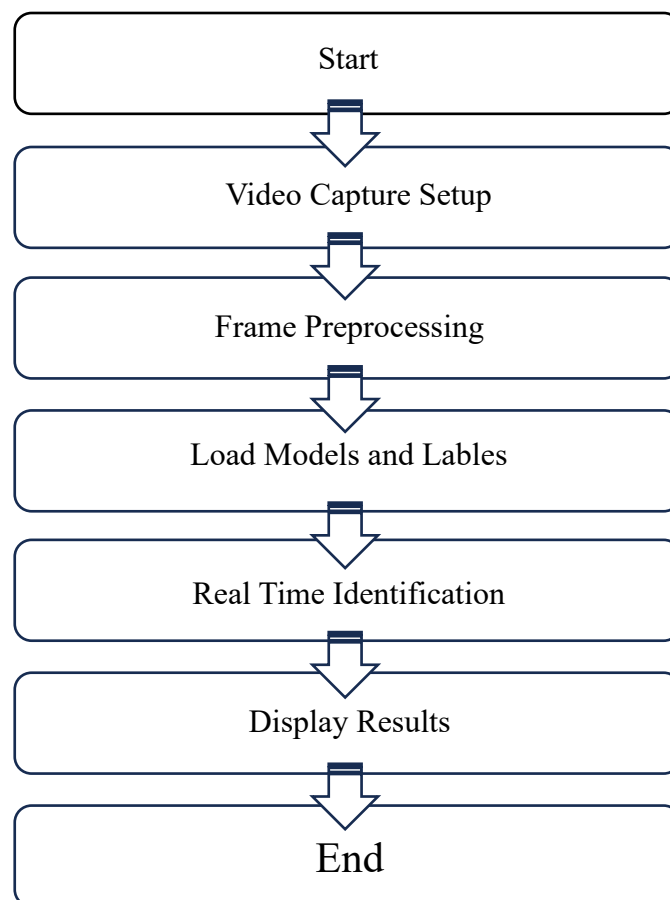 Start
Video Capture Setup
Frame Preprocessing
Load Models and Lables
Real Time Identification
Display Results
End